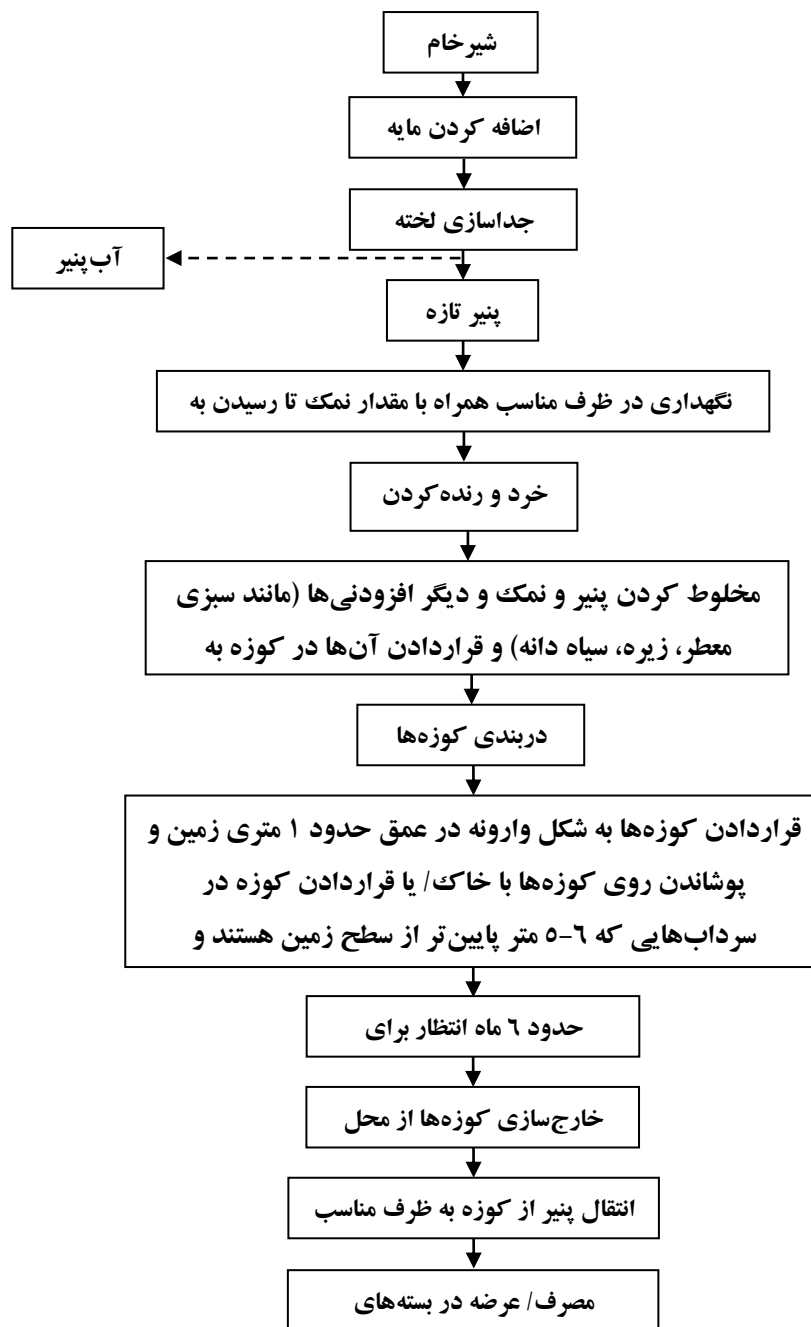 شیرخام
اضافه کردن مایه
جداسازی لخته
آب‌پنیر
پنیر تازه
نگهداری در ظرف مناسب همراه با مقدار نمک تا رسیدن به
خرد و رنده‌کردن
مخلوط کردن پنیر و نمک و دیگر افزودنی‌ها (مانند سبزی
معطر، زیره، سیاه دانه) و قراردادن آن‌ها در کوزه به
دربندی کوزه‌ها
قراردادن کوزه‌ها به شکل وارونه در عمق حدود ۱ متری زمین و
پوشاندن روی کوزه‌ها با خاک/ یا قراردادن کوزه در
سرداب‌هایی که ٦-٥ متر پایین‌تر از سطح زمین هستند و
حدود ٦ ماه انتظار برای
خارج‌سازی کوزه‌ها از محل
انتقال پنیر از کوزه به ظرف مناسب
مصرف/ عرضه در بسته‌های